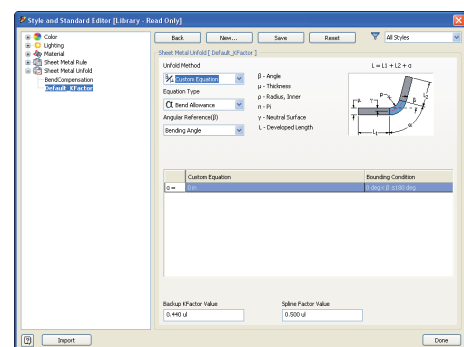 Style and Standard Editor [Library - Read Only]
Back
New...
Save
Reset
All Styles
Color
Lighting
Material
Sheet Metal Rule
Sheet Metal Unfold
BendCompensation
Default_KFactor
Sheet Metal Unfold [ Default_KFactor ]
Unfold Method
Custom Equation
Equation Type
α Bend Allowance
Angular Reference(β)
Bending Angle
β - Angle
μ - Thickness
ρ - Radius, Inner
π - Pi
γ - Neutral Surface
L - Developed Length
L = L1 + L2 + α
Custom Equation
Bounding Condition
α =
0 in
0 deg< β ≤180 deg
Backup KFactor Value
0.440 ul
Spline Factor Value
0.500 ul
Import
Done